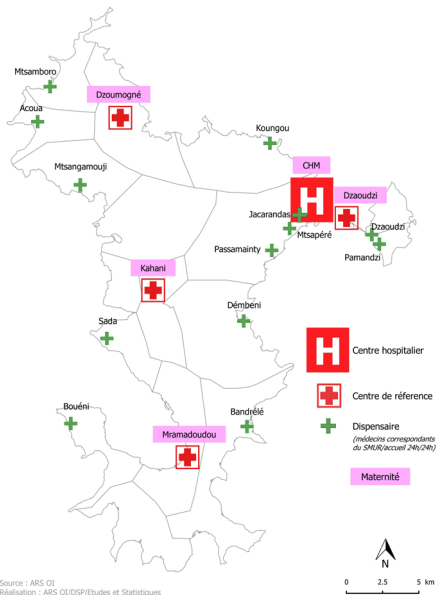 Mtsamboro
Dzoumogné
Acoua
Koungou
CHM
Mtsangamouji
Dzaoudzi
H
Jacarandas
Dzaoudzi
Mtsapéré
Passamainty
Pamandzi
Kahani
Démbeni
Sada
H
Centre hospitalier
Centre de réference
Bouéni
Bandrélé
Dispensaire
(médecins correspondants
du SMUR/accueil 24h/24h)
Mramadoudou
Maternité
N
Source : ARS OI
Réalisation : ARS OI/DSP/Etudes et Statistiques
0 2.5 5 km